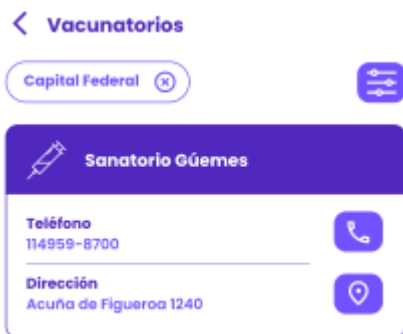 Vacunatorios
Capital Federal
Sanatorio Gúemes
Teléfono
114959-8700
Dirección
Acuña de Figueroa 1240